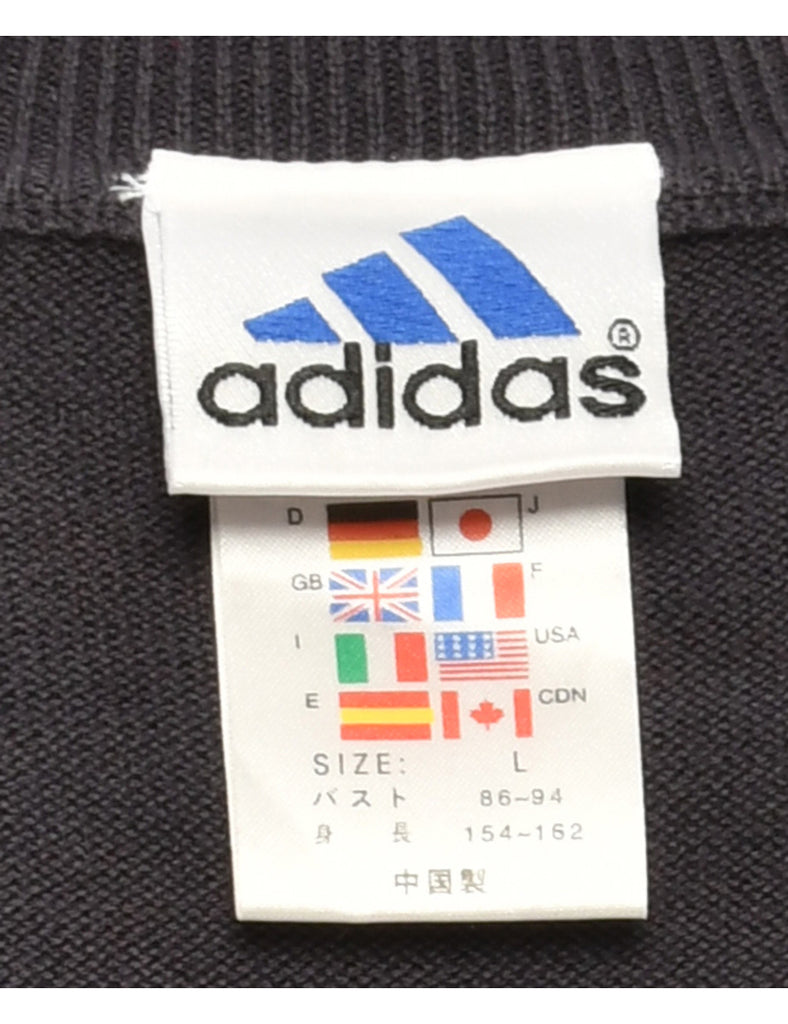 adidas®
D J
GB F
I USA
E CDN
SIZE: L
バスト 86~94
身長 154~162
中国製